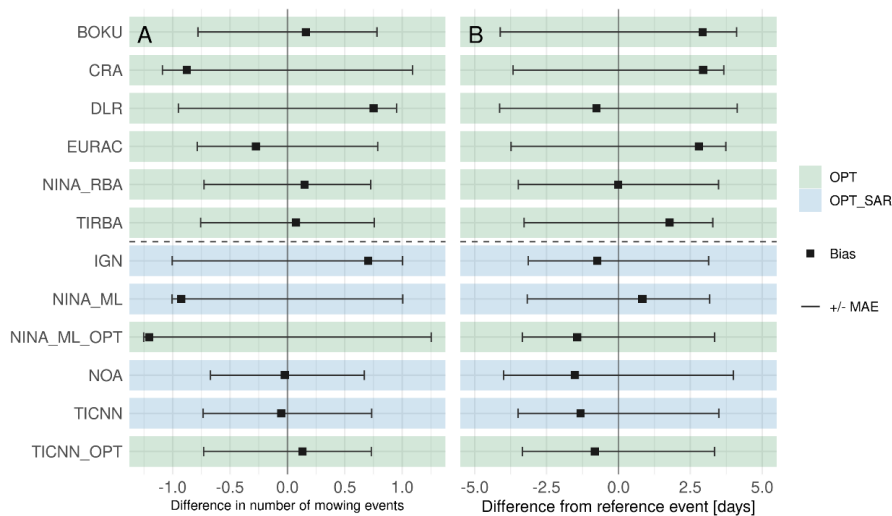 A
B
BOKU
CRA
DLR
EURAC
NINA_RBA
TIRBA
IGN
NINA_ML
NINA_ML_OPT
NOA
TICNN
TICNN_OPT
OPT
OPT_SAR
Bias
+/- MAE
-1.0 -0.5 0.0 0.5 1.0
Difference in number of mowing events
-5.0 -2.5 0.0 2.5 5.0
Difference from reference event [days]